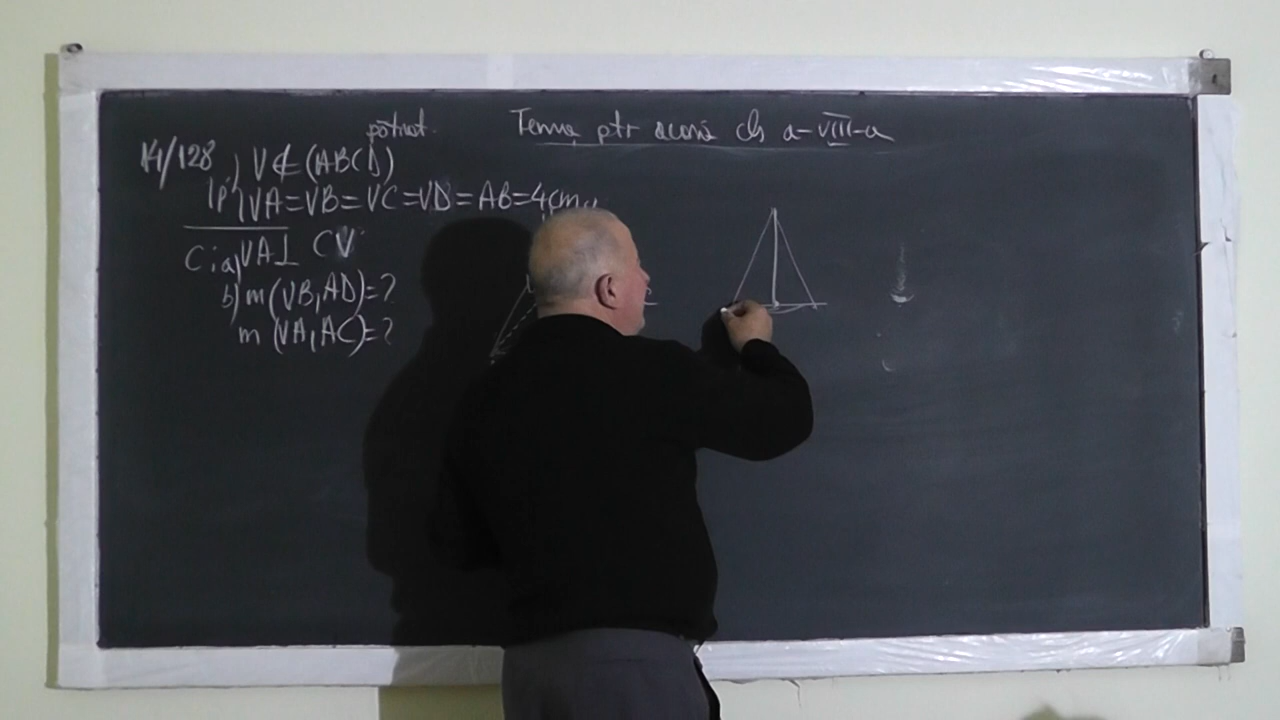 Tema ptr acasă cls a-VIII-a
pătrat.
14/128 V∉(ABCD)
Ip. VA=VB=VC=VD=AB=4cm
C: a) VA⊥ CV
b) m(VB,AD)=?
m (VA,AC)=?